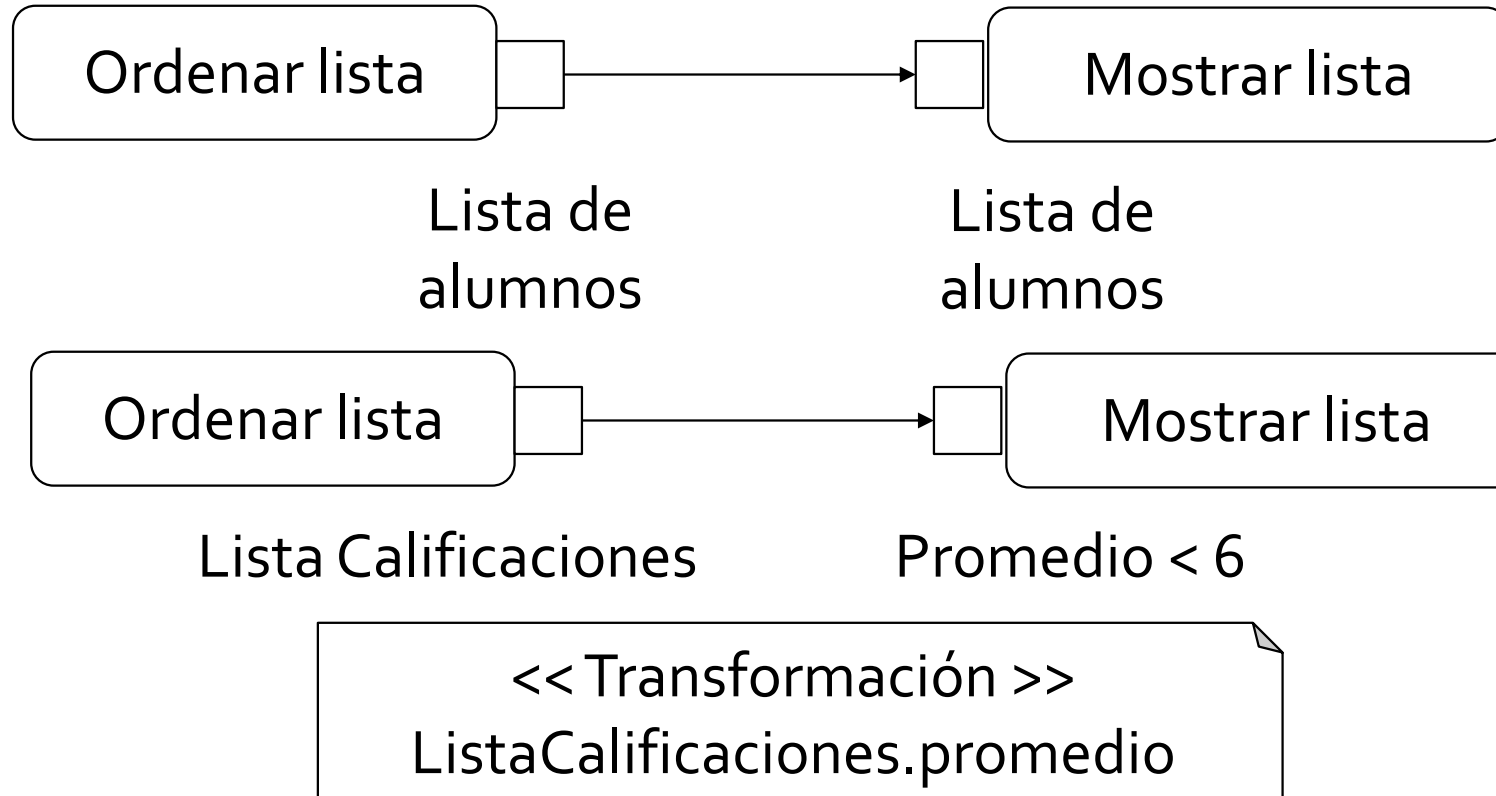 Ordenar lista
Mostrar lista
Lista de
alumnos
Lista de
alumnos
Ordenar lista
Mostrar lista
Lista Calificaciones
Promedio < 6
<< Transformación >>
ListaCalificaciones.promedio